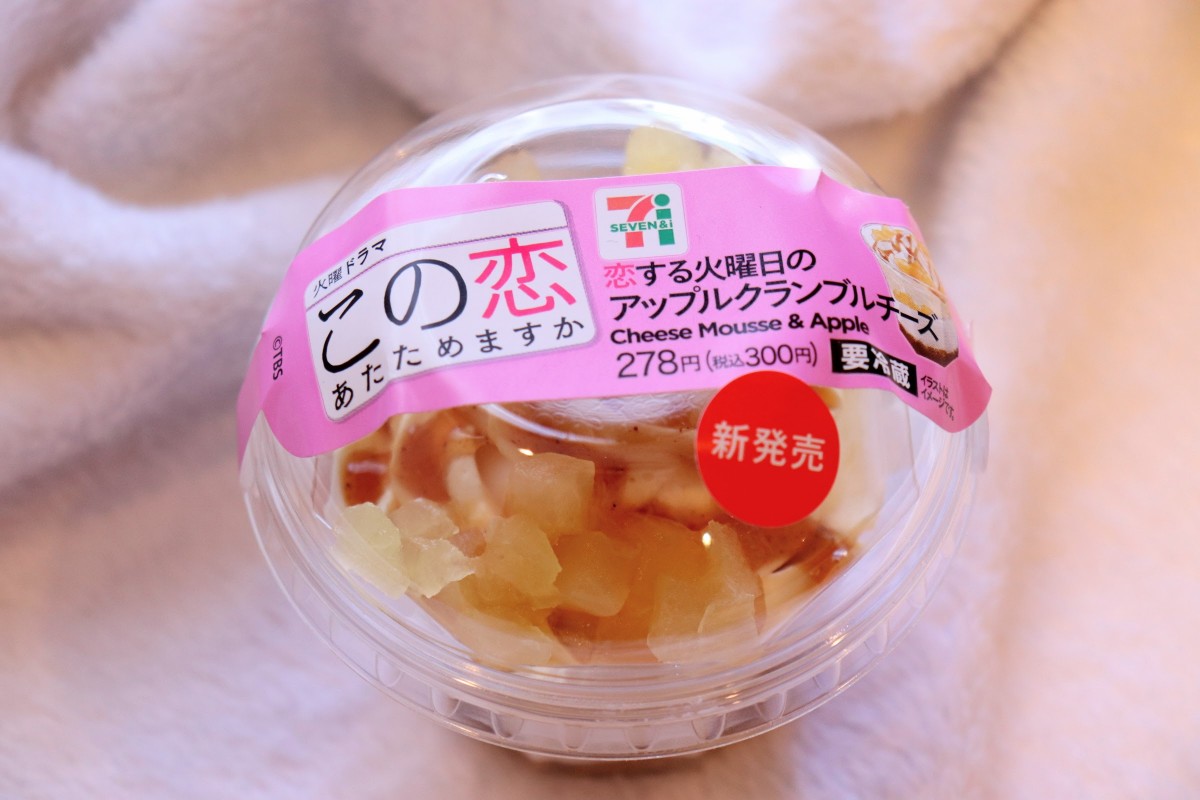 火曜ドラマ
この恋
あたためますか
©TBS
7i
SEVEN&i
恋する火曜日の
アップルクランブルチーズ
Cheese Mousse & Apple
278円(税込300円)
要冷蔵
イラストは
イメージです。
新発売